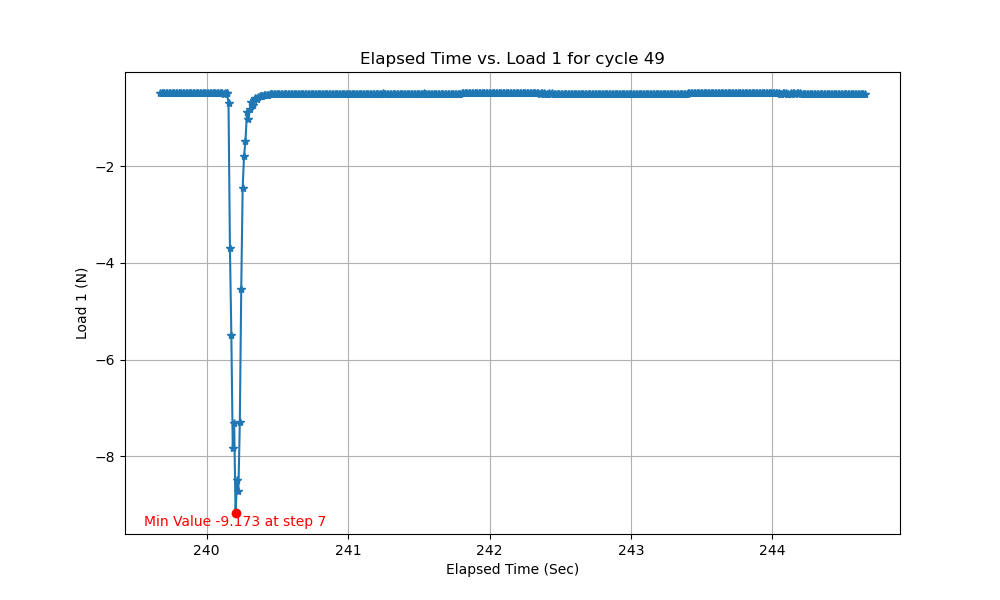 Elapsed Time vs. Load 1 for cycle 49
Load 1 (N)
−2
−4
−6
−8
Min Value -9.173 at step 7
240 241 242 243 244
Elapsed Time (Sec)